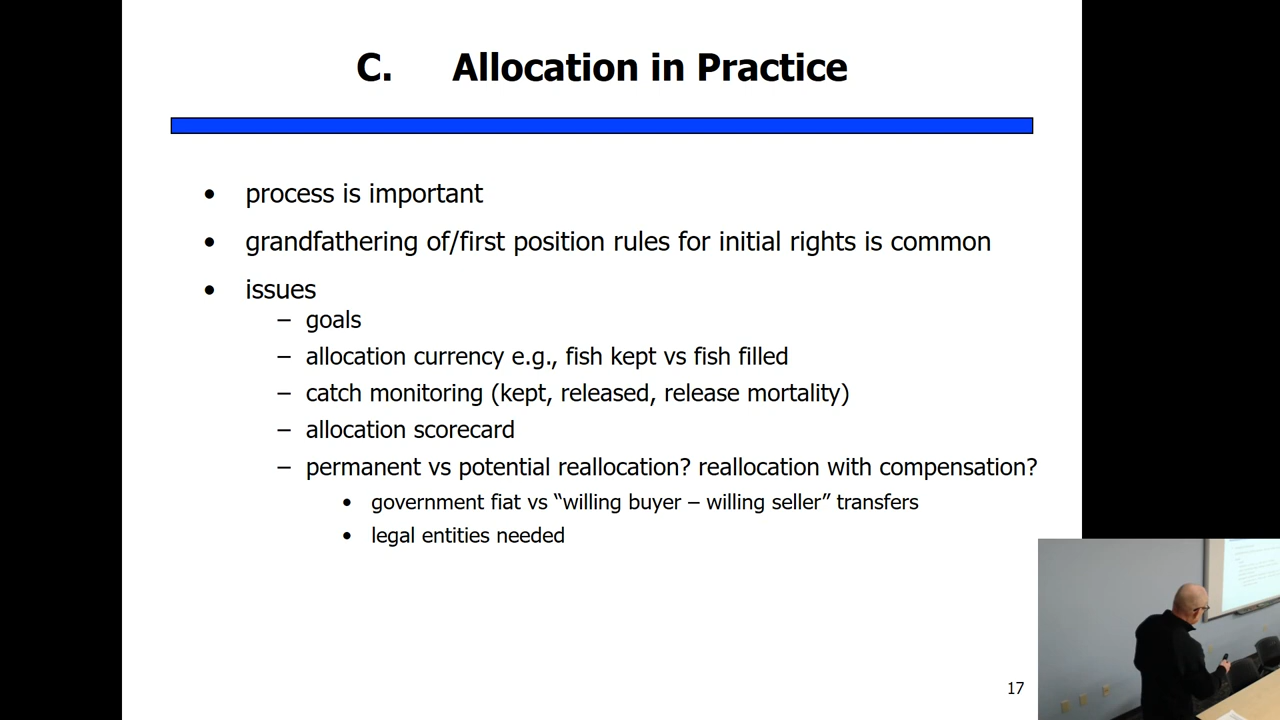 C. Allocation in Practice
• process is important
• grandfathering of/first position rules for initial rights is common
• issues
– goals
– allocation currency e.g., fish kept vs fish filled
– catch monitoring (kept, released, release mortality)
– allocation scorecard
– permanent vs potential reallocation? reallocation with compensation?
• government fiat vs “willing buyer – willing seller” transfers
• legal entities needed
17